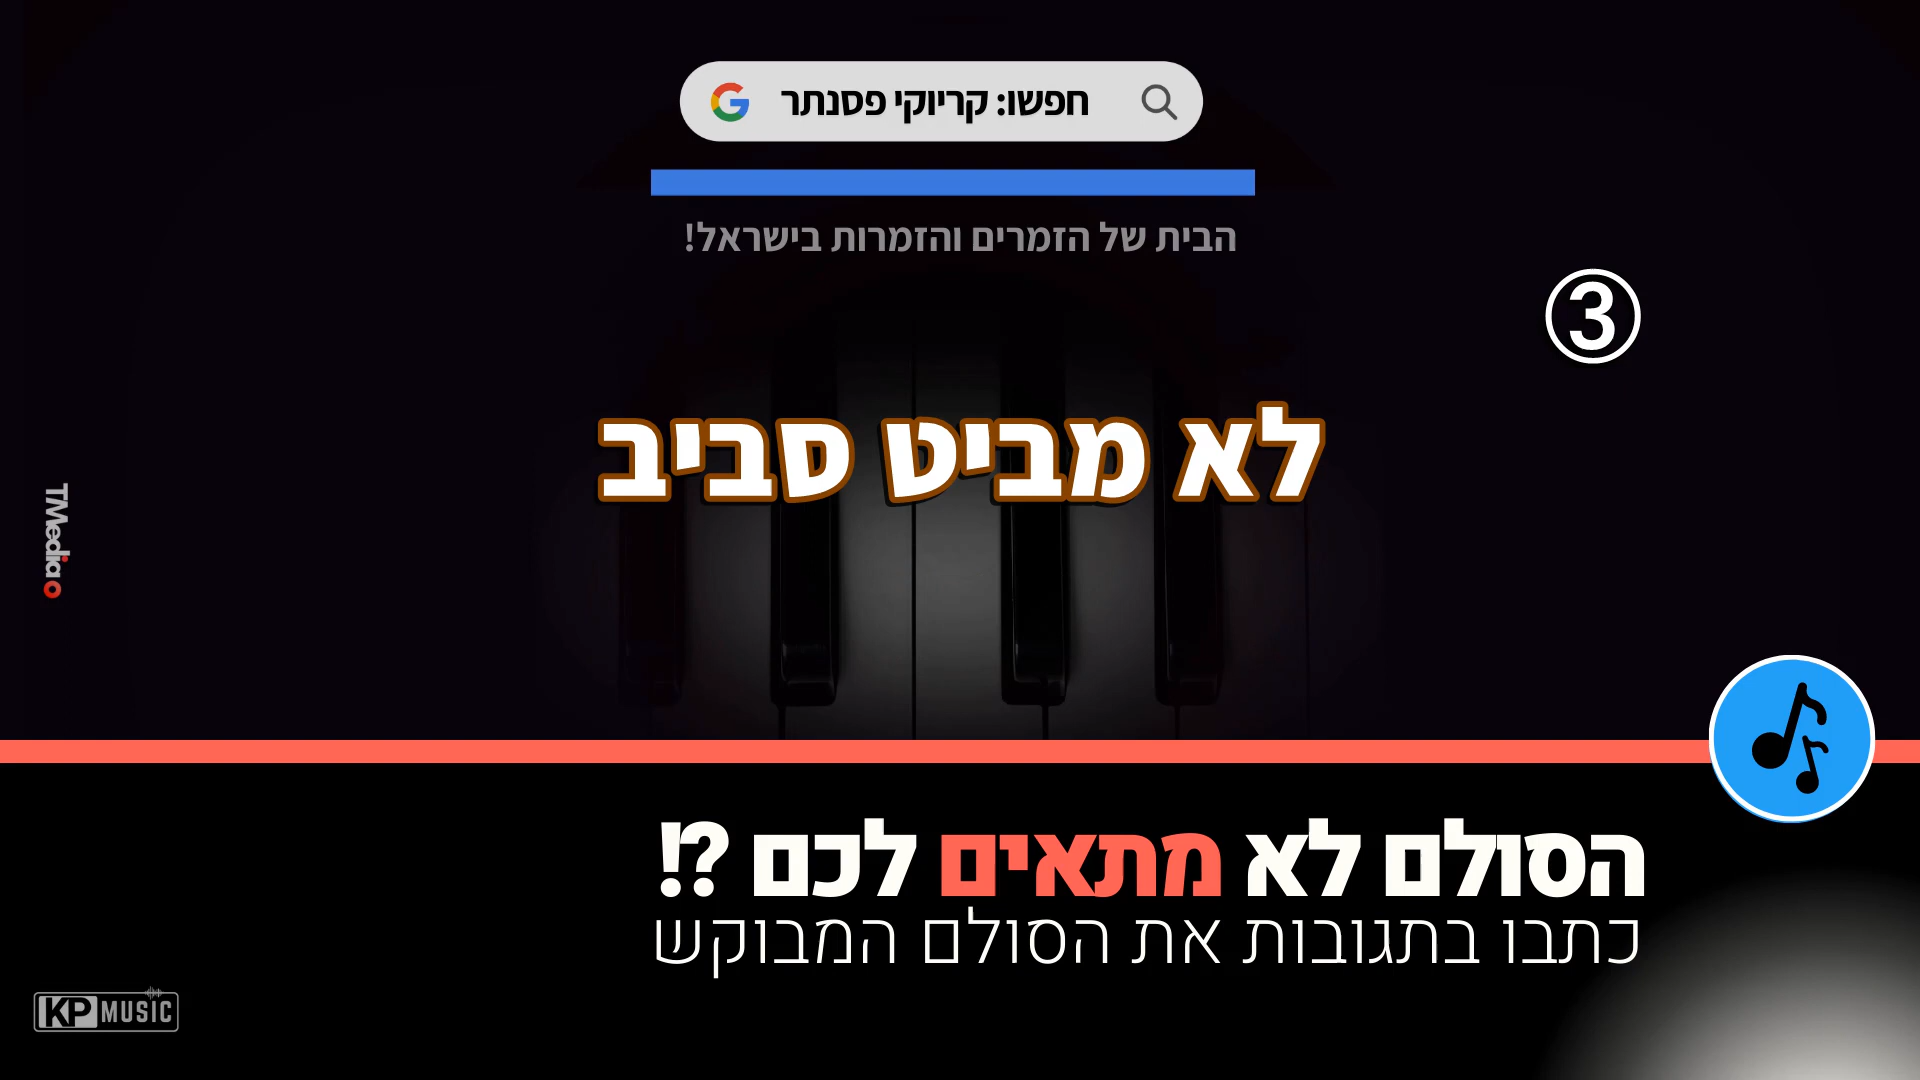 חפשו: קריוקי פסנתר
הבית של הזמרים והזמרות בישראל!
3
לא מביט סביב
TMedia
הסולם לא מתאים לכם ?!
כתבו בתגובות את הסולם המבוקש
KP MUSIC